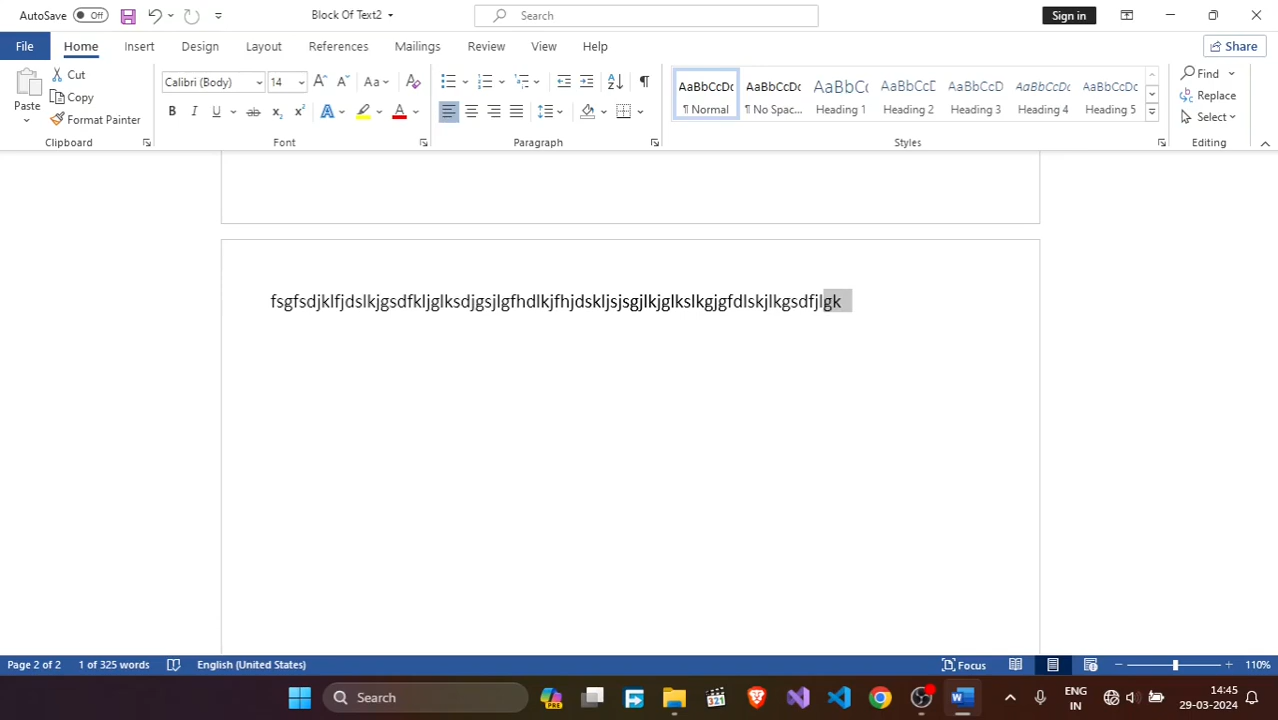 AutoSave Off
Block Of Text2
Search
Sign in
File Home Insert Design Layout References Mailings Review View Help
Share
Paste
Cut
Copy
Format Painter
Clipboard
Calibri (Body) 14
Font
Paragraph
AaBbCcDc AaBbCcDc AaBbCc AaBbCcD AaBbCcD AaBbCcDc AaBbCcDc
¶ Normal ¶ No Spac... Heading 1 Heading 2 Heading 3 Heading 4 Heading 5
Styles
Find
Replace
Select
Editing
fsgfsdjklfjdslkjgsdfkljglksdjgsjlgfhdlkjfhjdskljsjsgjlkjglkslkgjgfdlskjlkgsdfjlgk
Page 2 of 2 1 of 325 words English (United States)
Focus
110%
Search
ENG
IN
14:45
29-03-2024